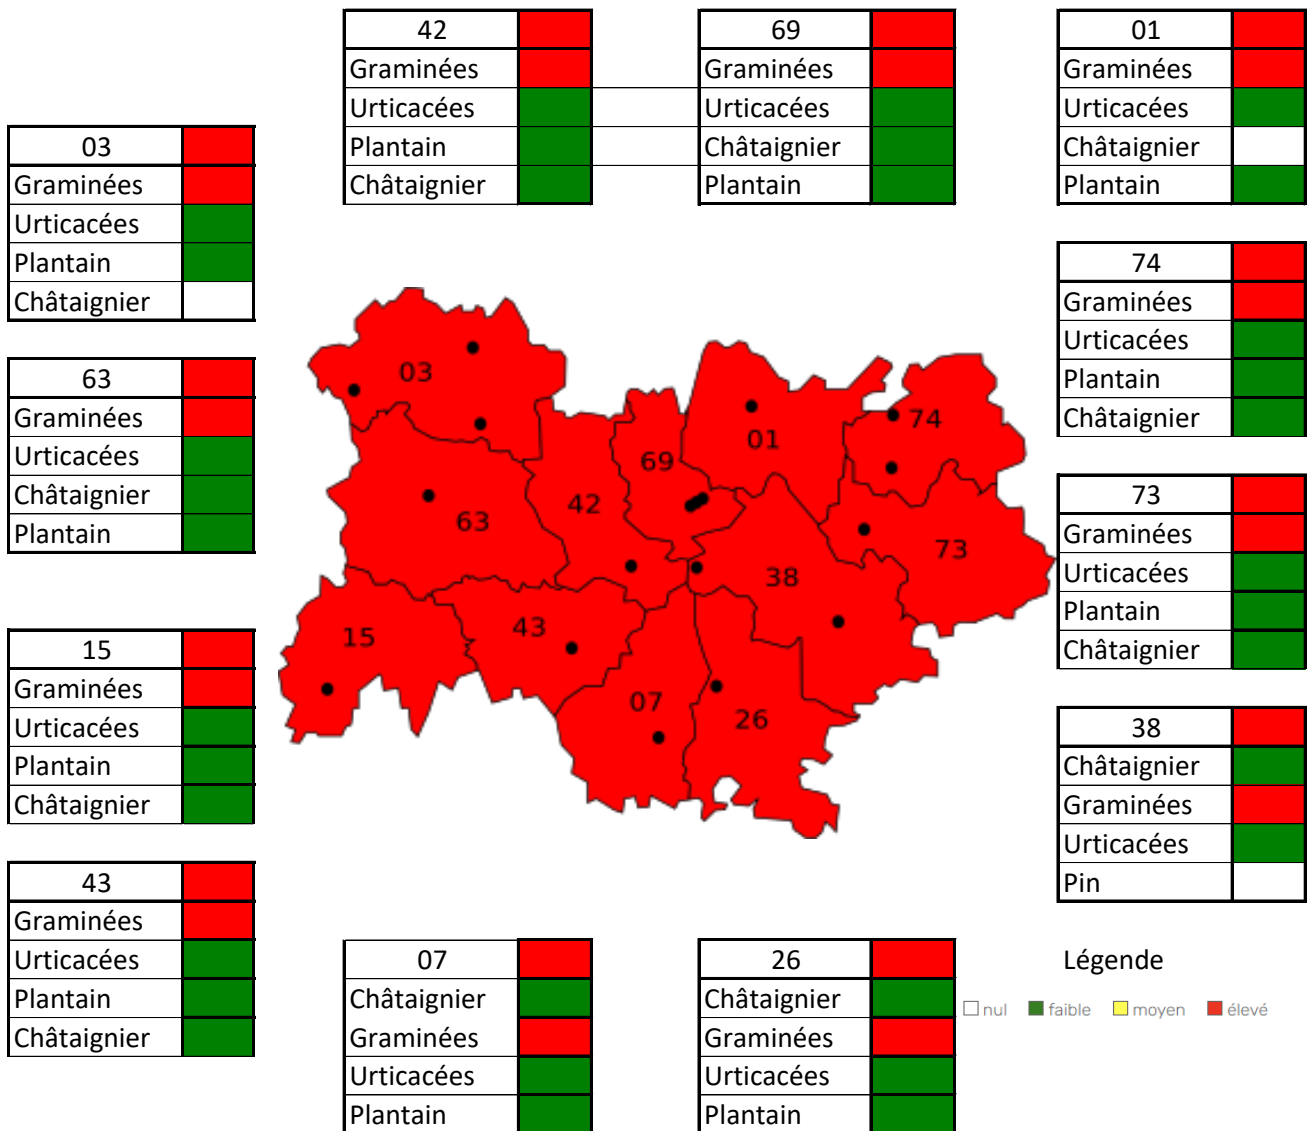 42
Graminées
Urticacées
Plantain
Châtaignier
69
Graminées
Urticacées
Châtaignier
Plantain
01
Graminées
Urticacées
Châtaignier
Plantain
03
Graminées
Urticacées
Plantain
Châtaignier
74
Graminées
Urticacées
Plantain
Châtaignier
63
Graminées
Urticacées
Châtaignier
Plantain
03
74
01
69
42
63
73
38
43
15
07
26
73
Graminées
Urticacées
Plantain
Châtaignier
15
Graminées
Urticacées
Plantain
Châtaignier
38
Châtaignier
Graminées
Urticacées
Pin
43
Graminées
Urticacées
Plantain
Châtaignier
07
Châtaignier
Graminées
Urticacées
Plantain
26
Châtaignier
Graminées
Urticacées
Plantain
Légende
nul faible moyen élevé